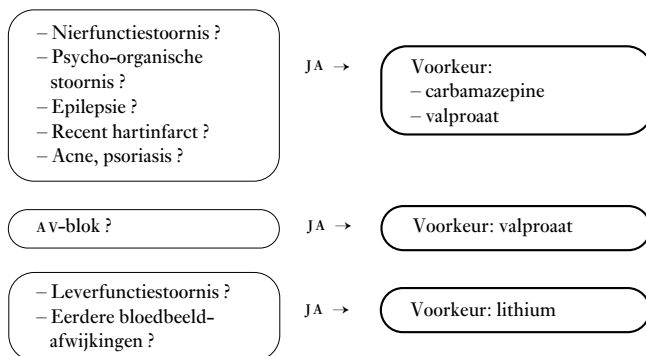 – Nierfunctiestoornis ?
– Psycho-organische
stoornis ?
– Epilepsie ?
– Recent hartinfarct ?
– Acne, psoriasis ?
JA →
Voorkeur:
– carbamazepine
– valproaat
AV-blok ?
JA →
Voorkeur: valproaat
– Leverfunctiestoornis ?
– Eerdere bloedbeeld-
afwijkingen ?
JA →
Voorkeur: lithium